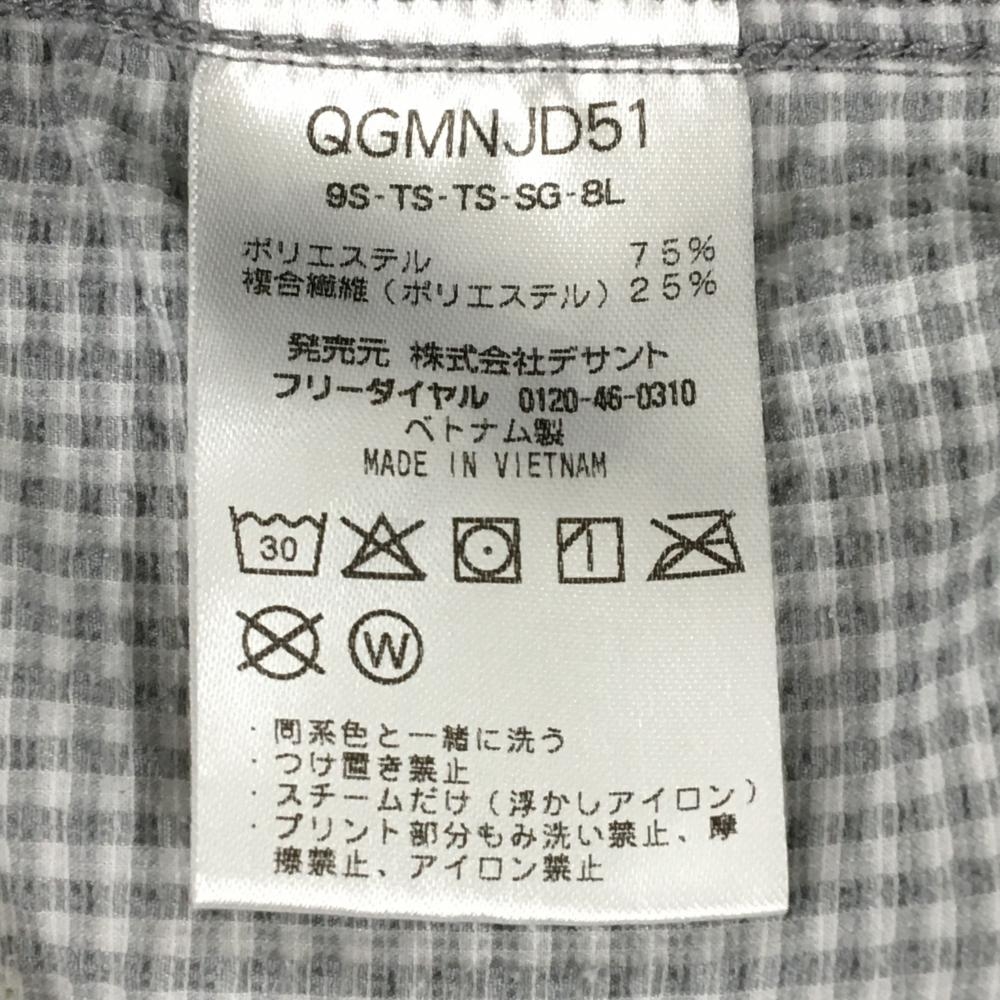 QGMNJD51
9S-TS-TS-SG-8L
ポリエステル 75%
複合繊維（ポリエステル）25%
発売元 株式会社デサント
フリーダイヤル 0120-46-0310
ベトナム製
MADE IN VIETNAM
30
W
・同系色と一緒に洗う
・つけ置き禁止
・スチームだけ（浮かしアイロン）
・プリント部分もみ洗い禁止、摩
擦禁止、アイロン禁止